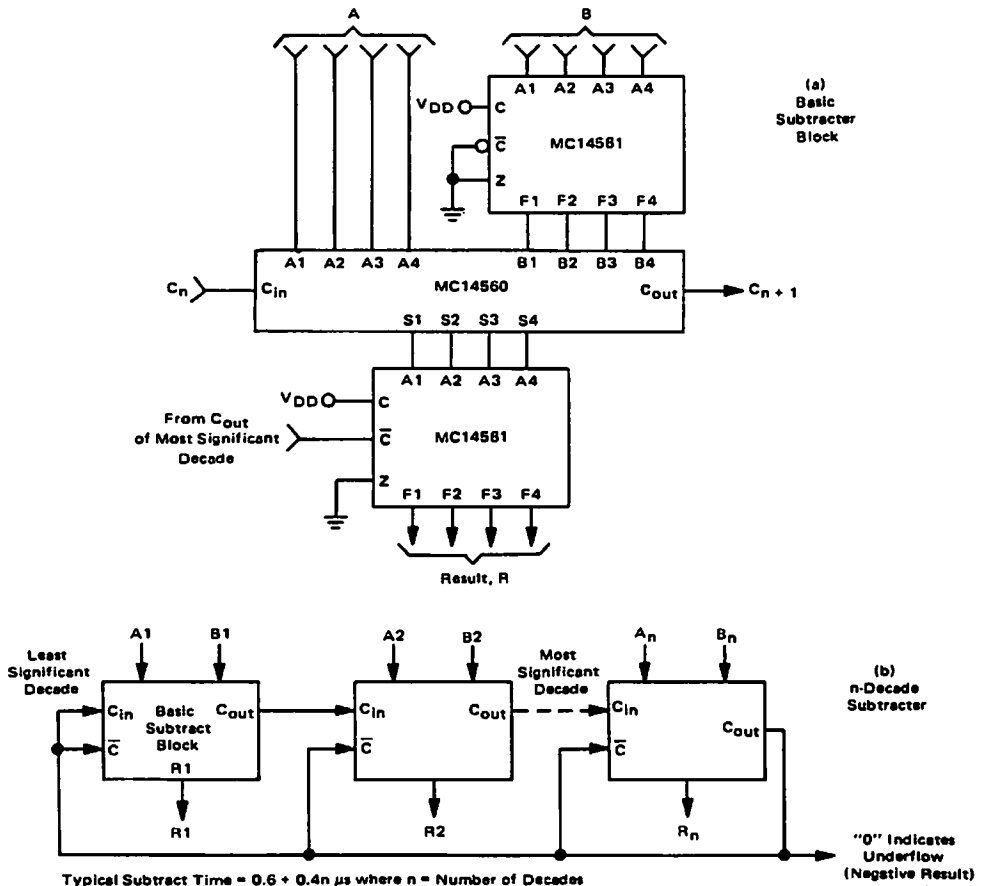 A
B
A1 A2 A3 A4
(a)
Basic
Subtracter
Block
VDD
C
C̅
MC14561
Z
F1 F2 F3 F4
A1 A2 A3 A4
B1 B2 B3 B4
Cn
Cin
MC14560
Cout
Cn + 1
S1 S2 S3 S4
A1 A2 A3 A4
VDD
C
From Cout
of Most Significant
Decade
C̅
MC14561
Z
F1 F2 F3 F4
Result, R
A1 B1
A2 B2
An Bn
Least
Significant
Decade
Most
Significant
Decade
(b)
n-Decade
Subtracter
Cin
Basic
Subtract
Block
Cout
C̅
R1
Cin
Cout
C̅
Cin
Cout
C̅
R1
R2
Rn
"0" Indicates
Underflow
(Negative Result)
Typical Subtract Time = 0.6 + 0.4n μs where n = Number of Decades